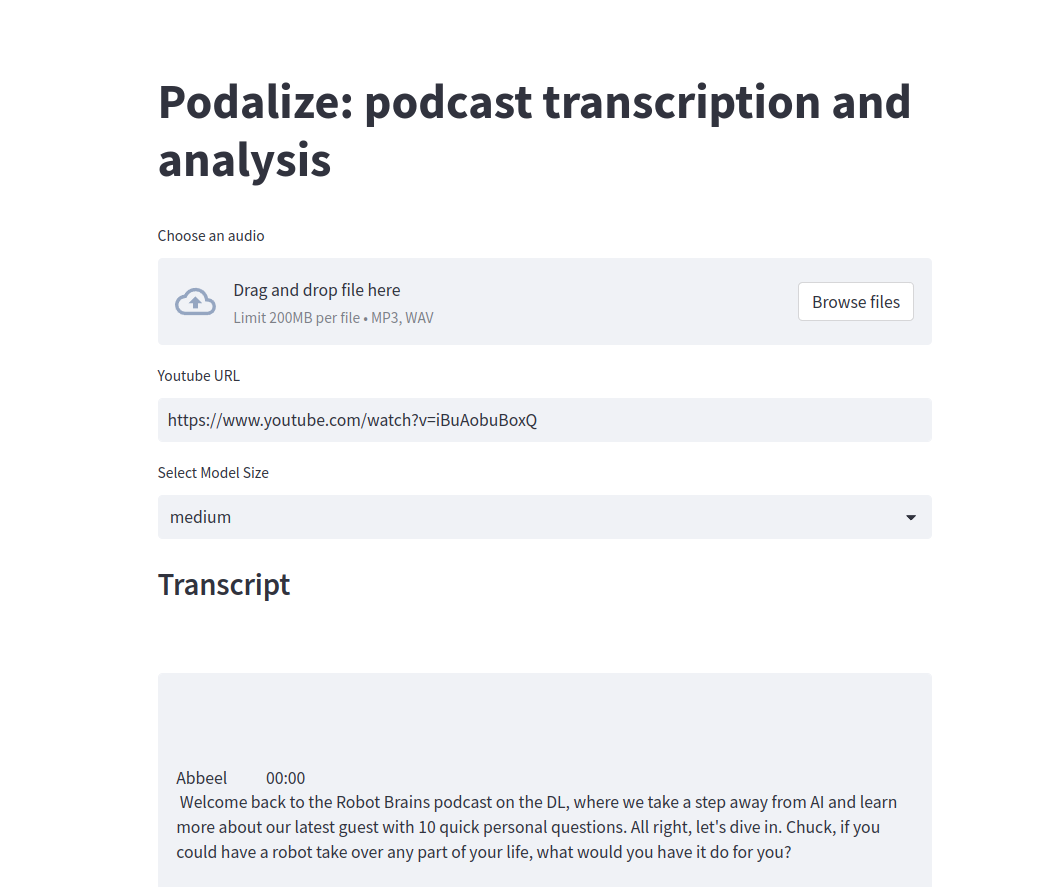 Podalize: podcast transcription and
analysis
Choose an audio
Drag and drop file here
Limit 200MB per file • MP3, WAV
Browse files
Youtube URL
https://www.youtube.com/watch?v=iBuAobuBoxQ
Select Model Size
medium
Transcript
Abbeel 00:00
Welcome back to the Robot Brains podcast on the DL, where we take a step away from AI and learn
more about our latest guest with 10 quick personal questions. All right, let's dive in. Chuck, if you
could have a robot take over any part of your life, what would you have it do for you?